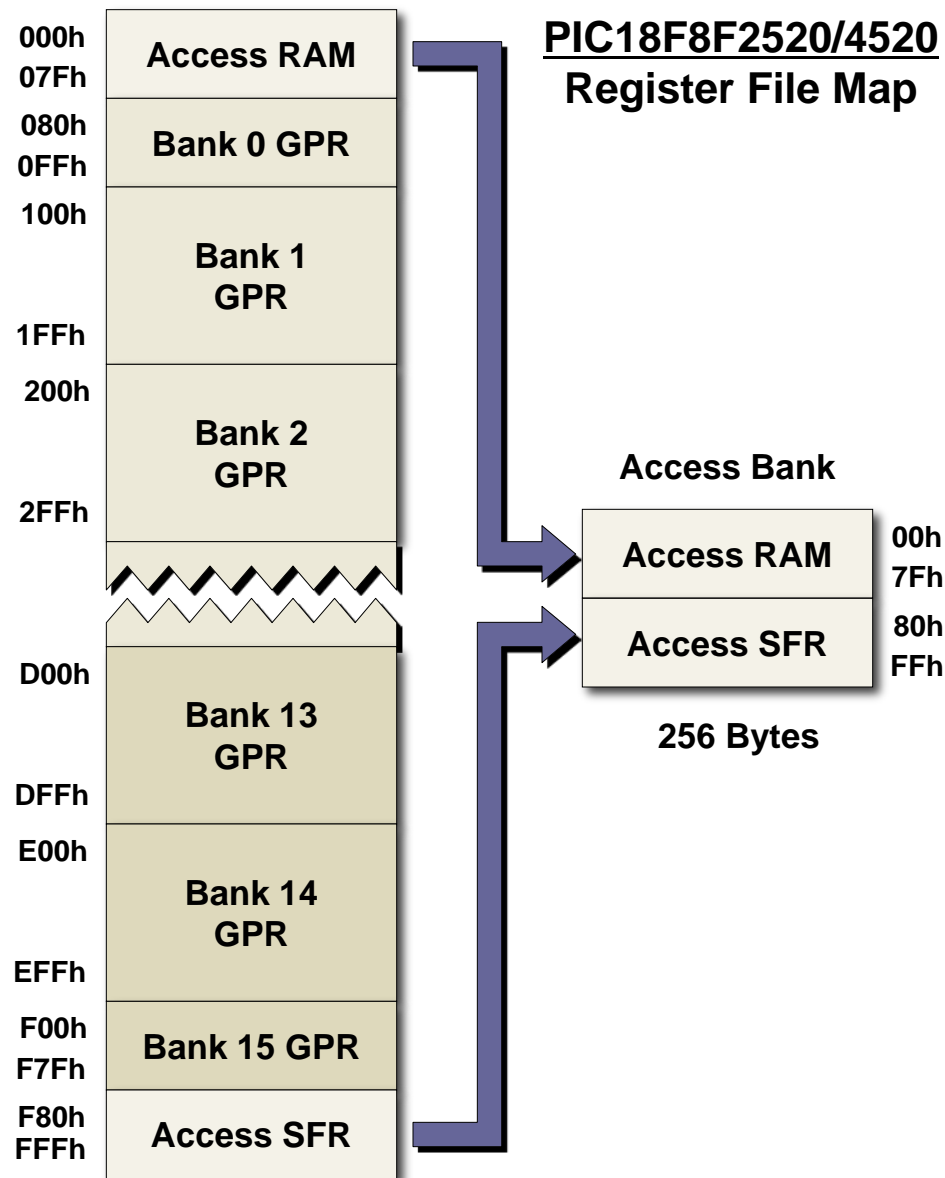 PIC18F8F2520/4520
Register File Map
000h
07Fh
Access RAM
080h
0FFh
Bank 0 GPR
100h
Bank 1
GPR
1FFh
200h
Bank 2
GPR
2FFh
D00h
Bank 13
GPR
DFFh
E00h
Bank 14
GPR
EFFh
F00h
F7Fh
Bank 15 GPR
F80h
FFFh
Access SFR
Access Bank
Access RAM
00h
7Fh
Access SFR
80h
FFh
256 Bytes